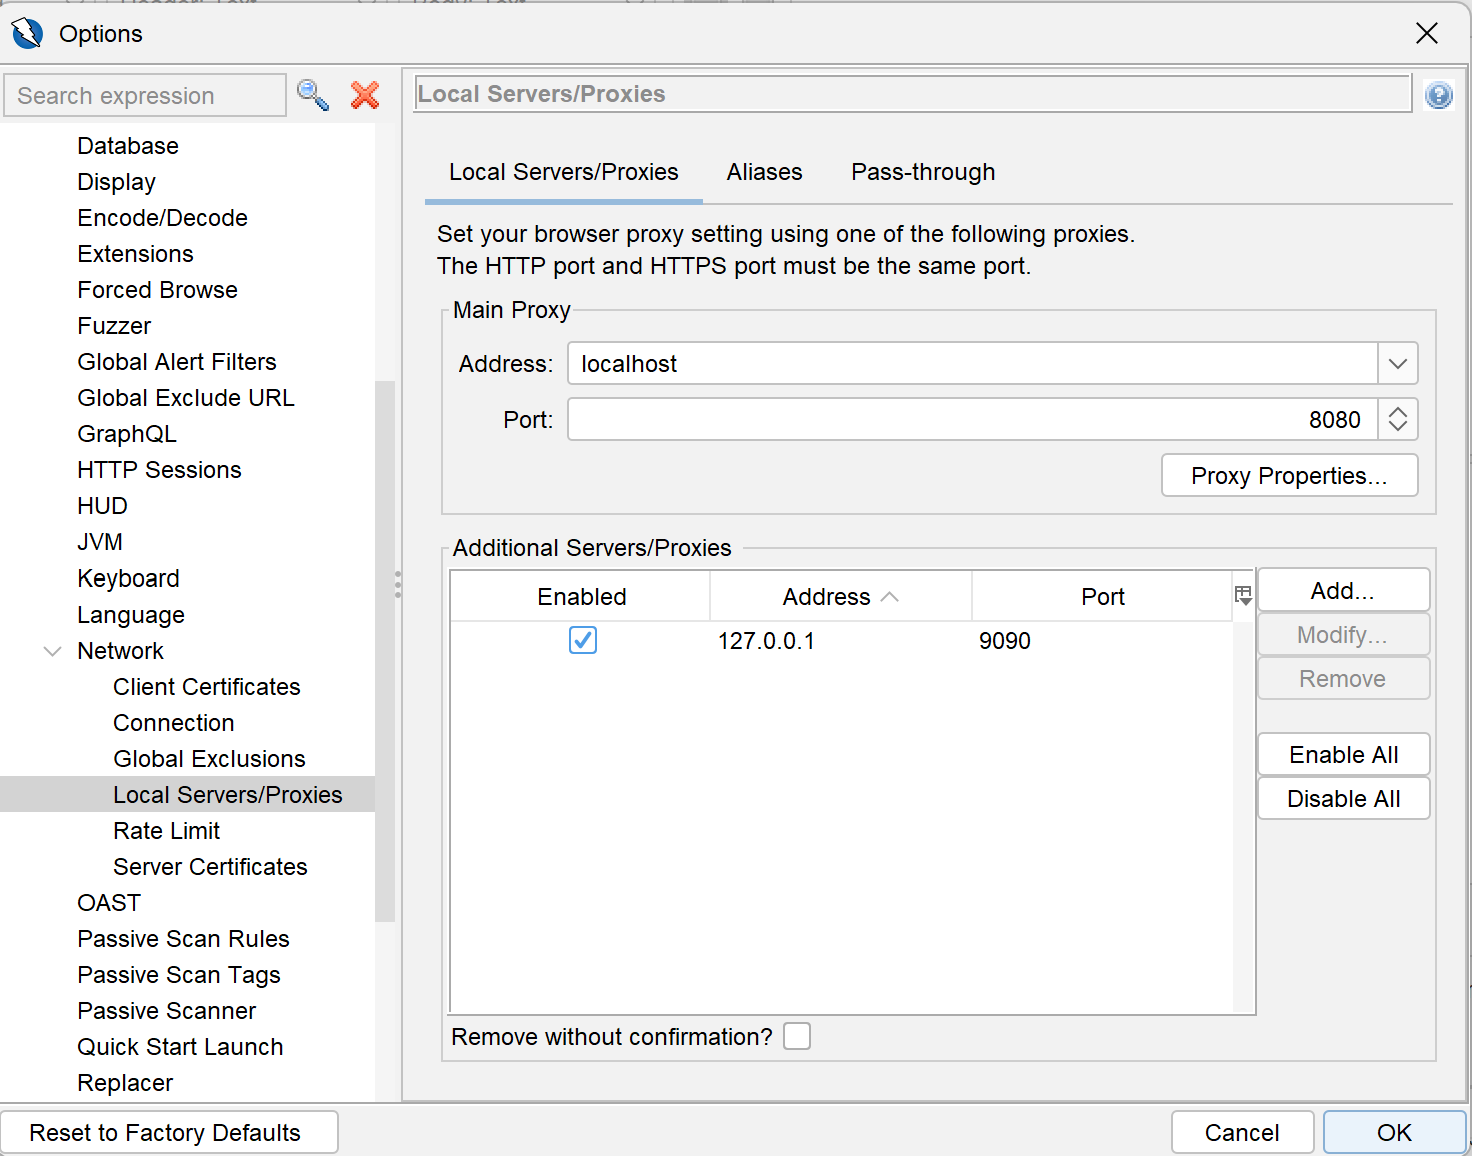 Options
Search expression
Local Servers/Proxies
Database
Display
Encode/Decode
Extensions
Forced Browse
Fuzzer
Global Alert Filters
Global Exclude URL
GraphQL
HTTP Sessions
HUD
JVM
Keyboard
Language
Network
Client Certificates
Connection
Global Exclusions
Local Servers/Proxies
Rate Limit
Server Certificates
OAST
Passive Scan Rules
Passive Scan Tags
Passive Scanner
Quick Start Launch
Replacer
Local Servers/Proxies Aliases Pass-through
Set your browser proxy setting using one of the following proxies.
The HTTP port and HTTPS port must be the same port.
Main Proxy
Address: localhost
Port: 8080
Proxy Properties...
Additional Servers/Proxies
Enabled Address Port
127.0.0.1 9090
Add...
Modify...
Remove
Enable All
Disable All
Remove without confirmation?
Reset to Factory Defaults
Cancel
OK